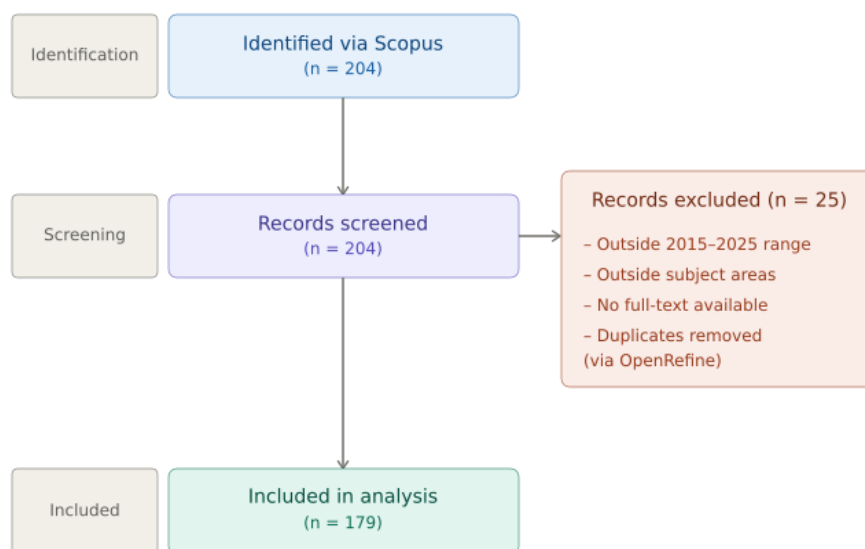 Identification
Identified via Scopus
(n = 204)
Screening
Records screened
(n = 204)
Records excluded (n = 25)
– Outside 2015–2025 range
– Outside subject areas
– No full-text available
– Duplicates removed
(via OpenRefine)
Included
Included in analysis
(n = 179)